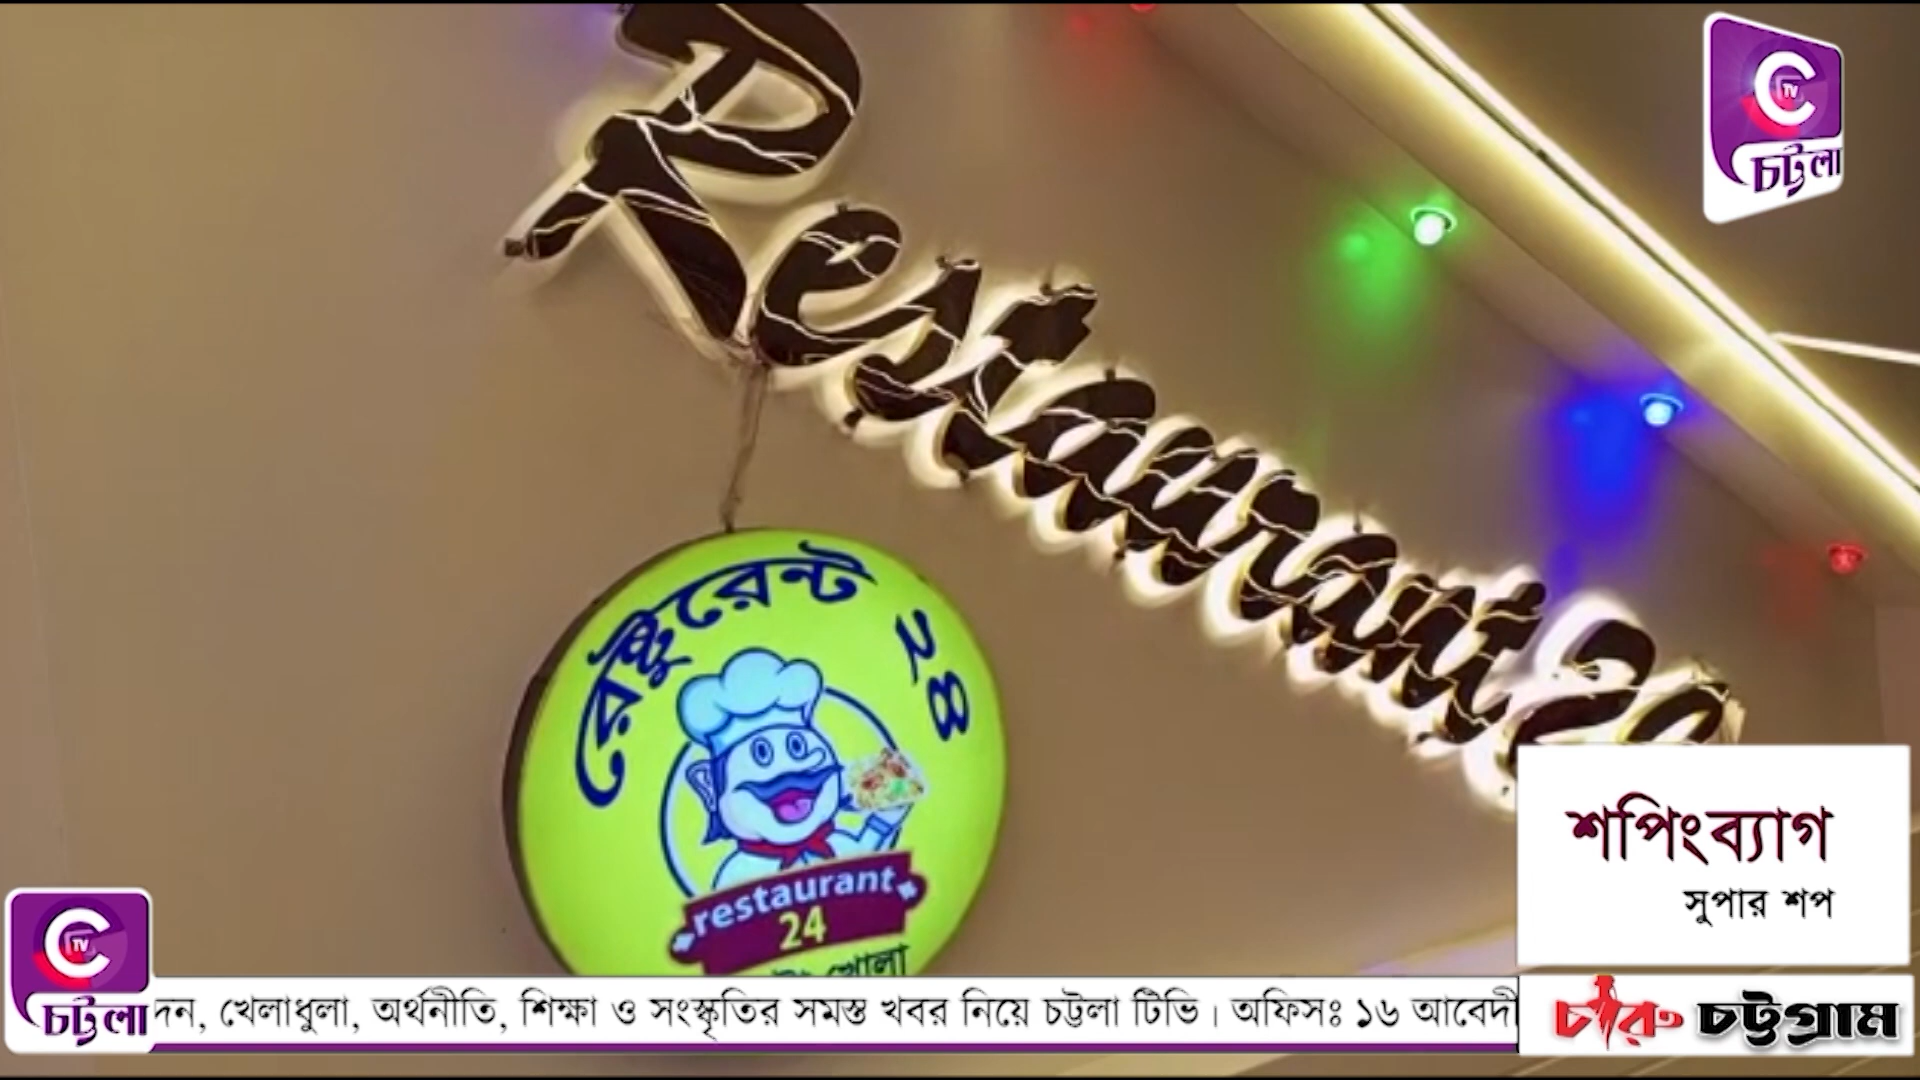 Restaurant 24
রেষ্টুরেন্ট ২৪
restaurant
24
খোলা
C TV
চট্টলা
শপিংব্যাগ
সুপার শপ
C TV
চট্টলা
দন, খেলাধুলা, অর্থনীতি, শিক্ষা ও সংস্কৃতির সমস্ত খবর নিয়ে চট্টলা টিভি। অফিসঃ ১৬ আবেদী
চারু চট্টগ্রাম